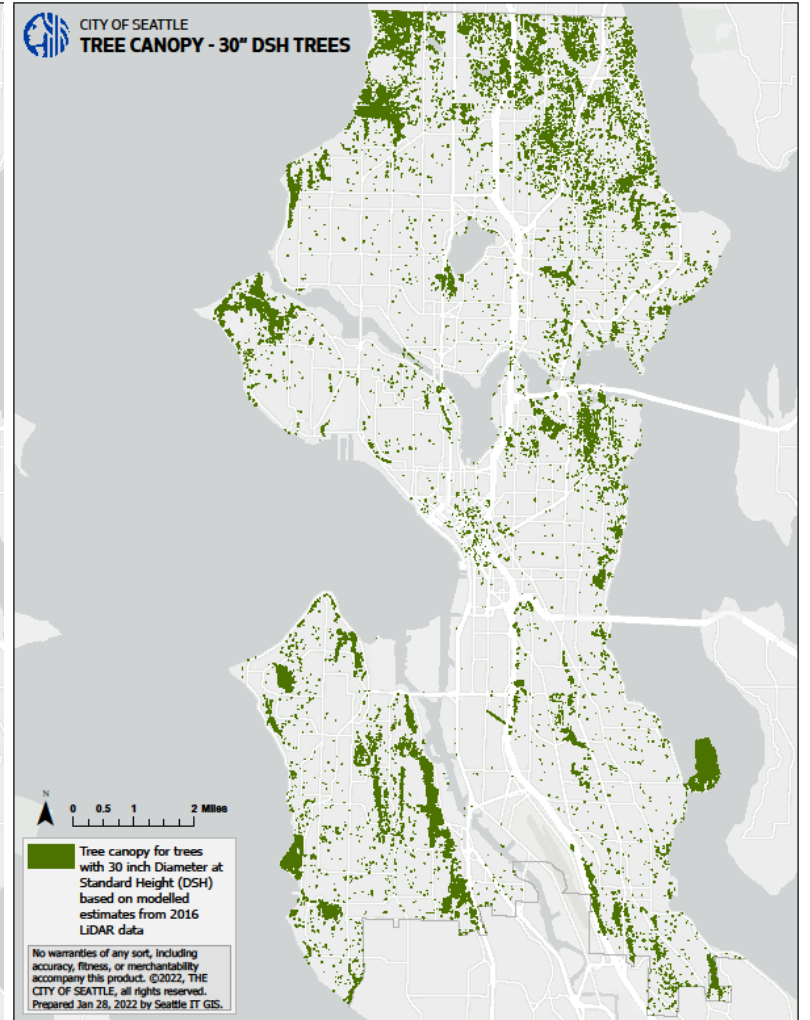 CITY OF SEATTLE
TREE CANOPY - 30" DSH TREES
N
0 0.5 1 2 Miles
Tree canopy for trees
with 30 inch Diameter at
Standard Height (DSH)
based on modelled
estimates from 2016
LiDAR data
No warranties of any sort, including
accuracy, fitness, or merchantability
accompany this product. ©2022, THE
CITY OF SEATTLE, all rights reserved.
Prepared Jan 28, 2022 by Seattle IT GIS.